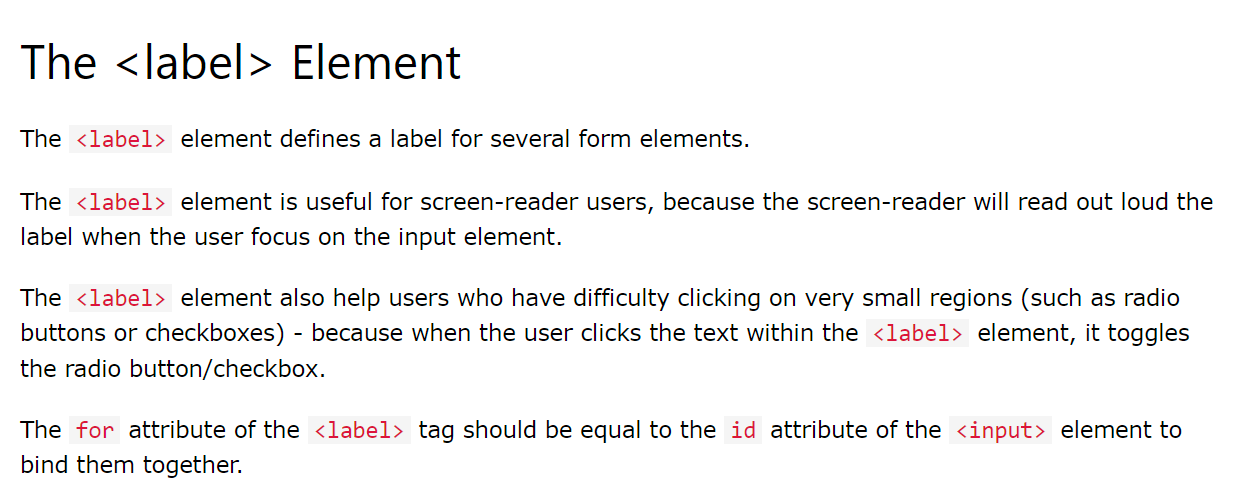 The <label> Element
The <label> element defines a label for several form elements.
The <label> element is useful for screen-reader users, because the screen-reader will read out loud the
label when the user focus on the input element.
The <label> element also help users who have difficulty clicking on very small regions (such as radio
buttons or checkboxes) - because when the user clicks the text within the <label> element, it toggles
the radio button/checkbox.
The for attribute of the <label> tag should be equal to the id attribute of the <input> element to
bind them together.